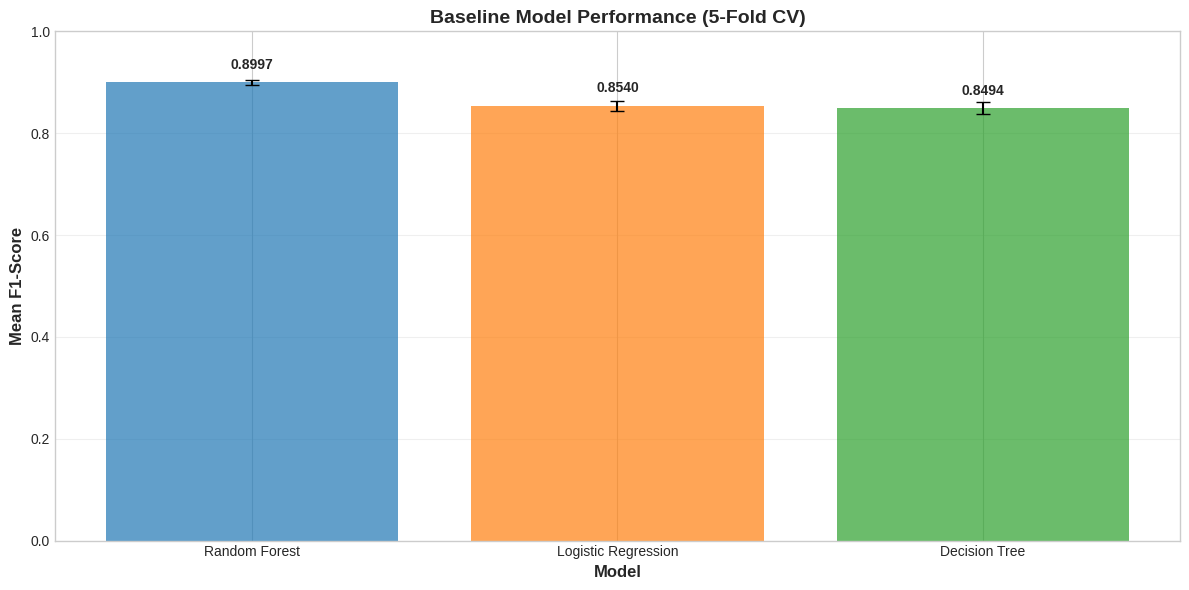 Baseline Model Performance (5-Fold CV)
1.0
0.8
0.6
0.4
0.2
0.0
Mean F1-Score
0.8997
0.8540
0.8494
Random Forest
Logistic Regression
Decision Tree
Model